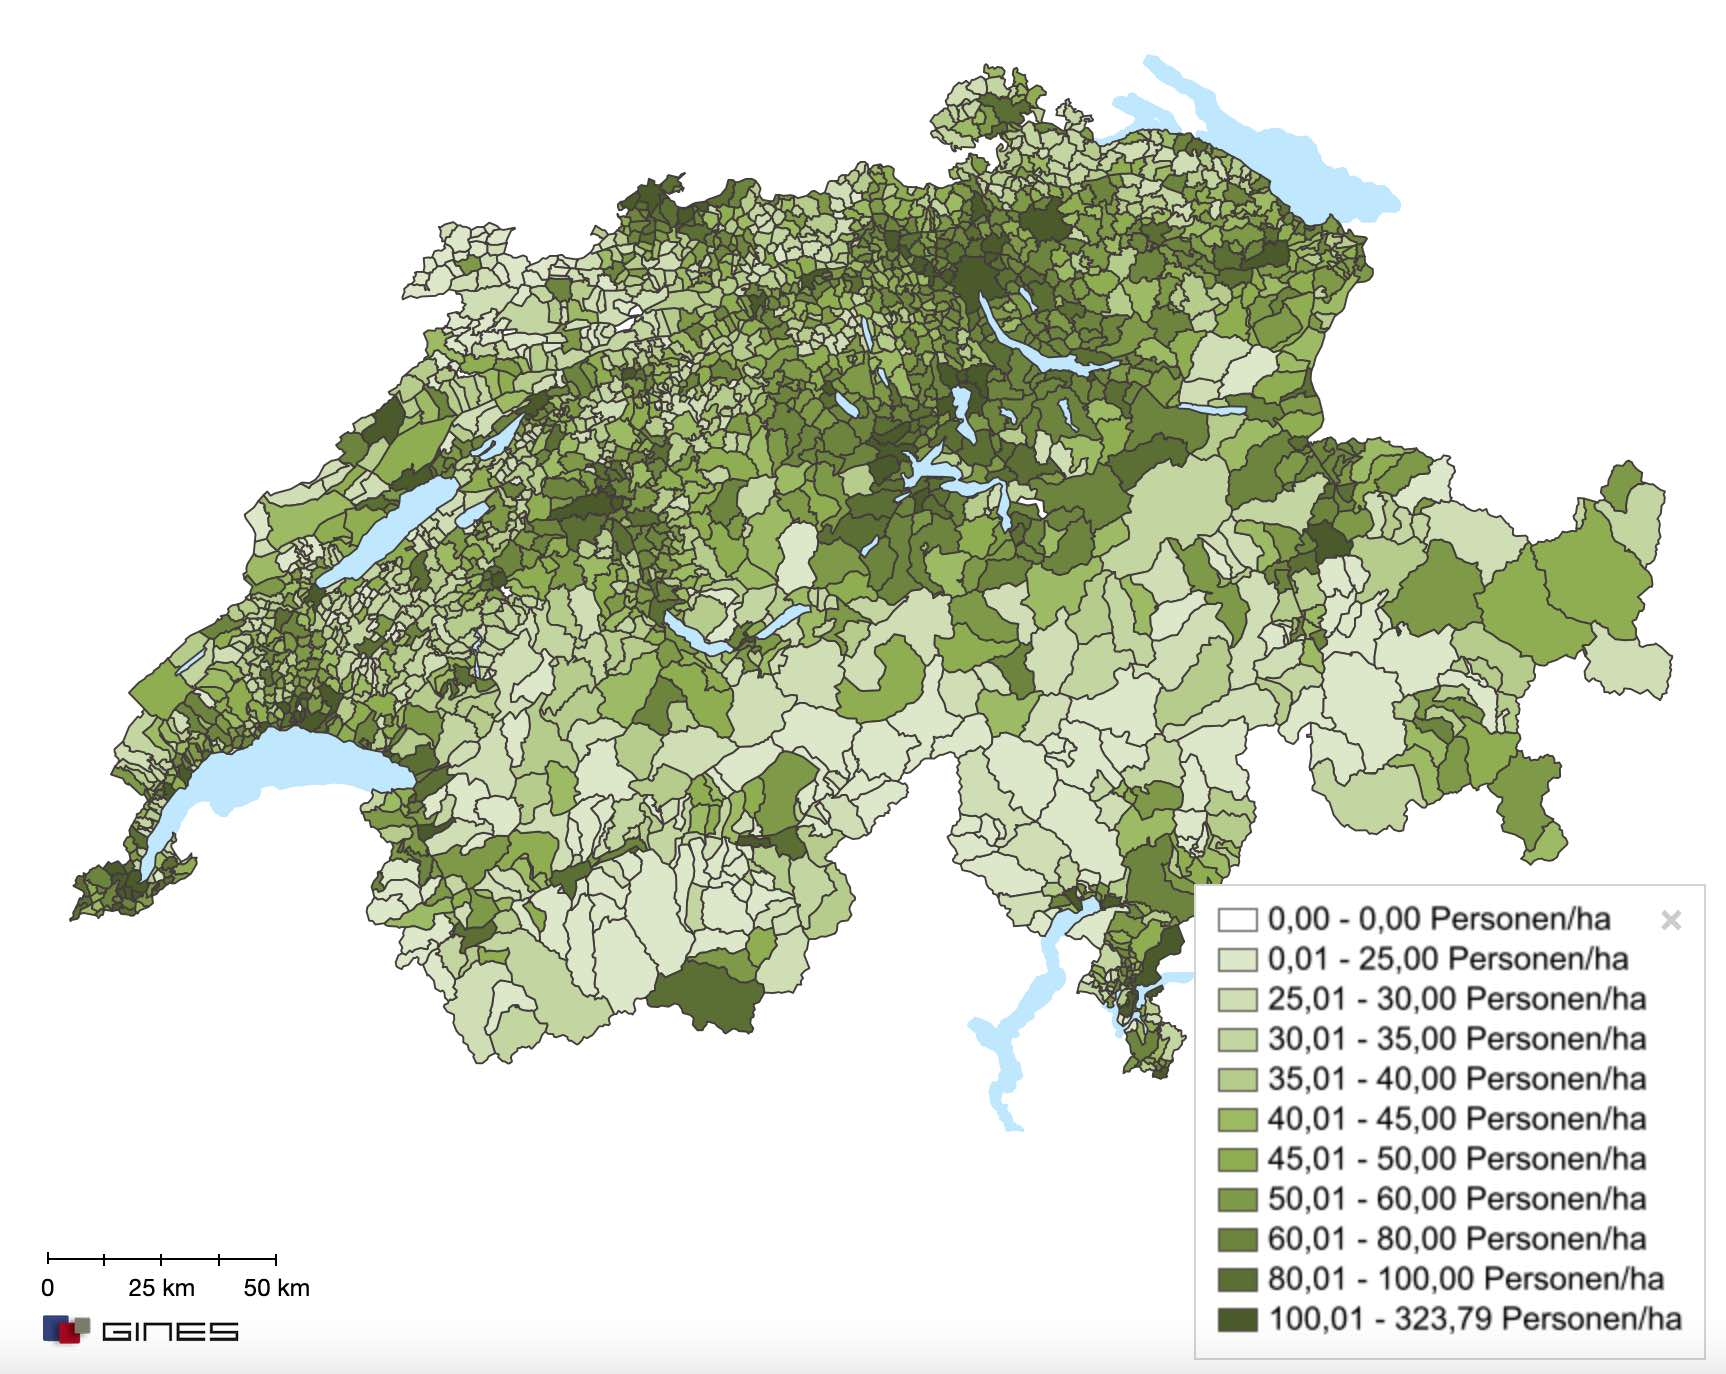 0,00 - 0,00 Personen/ha
0,01 - 25,00 Personen/ha
25,01 - 30,00 Personen/ha
30,01 - 35,00 Personen/ha
35,01 - 40,00 Personen/ha
40,01 - 45,00 Personen/ha
45,01 - 50,00 Personen/ha
50,01 - 60,00 Personen/ha
60,01 - 80,00 Personen/ha
80,01 - 100,00 Personen/ha
100,01 - 323,79 Personen/ha
0 25 km 50 km
GINES